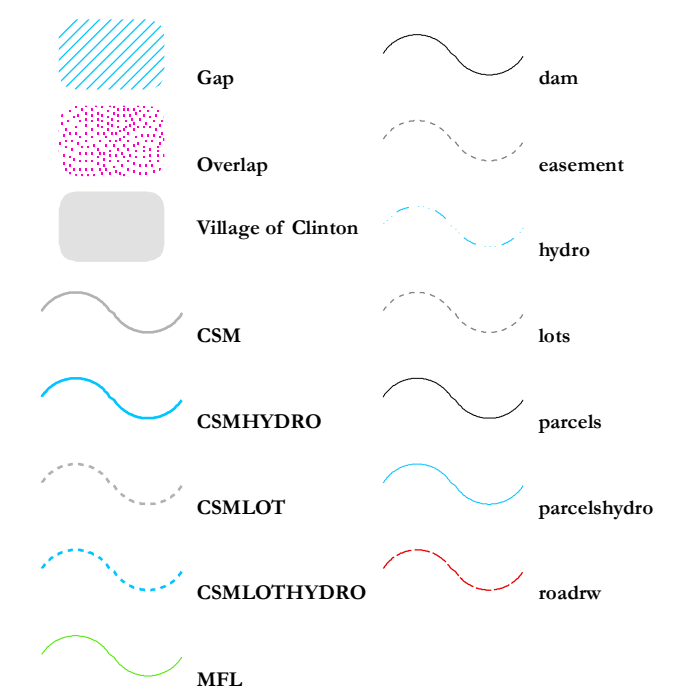 Gap
Overlap
Village of Clinton
CSM
CSMHYDRO
CSMLOT
CSMLOTHYDRO
MFL
dam
easement
hydro
lots
parcels
parcelshydro
roadrw